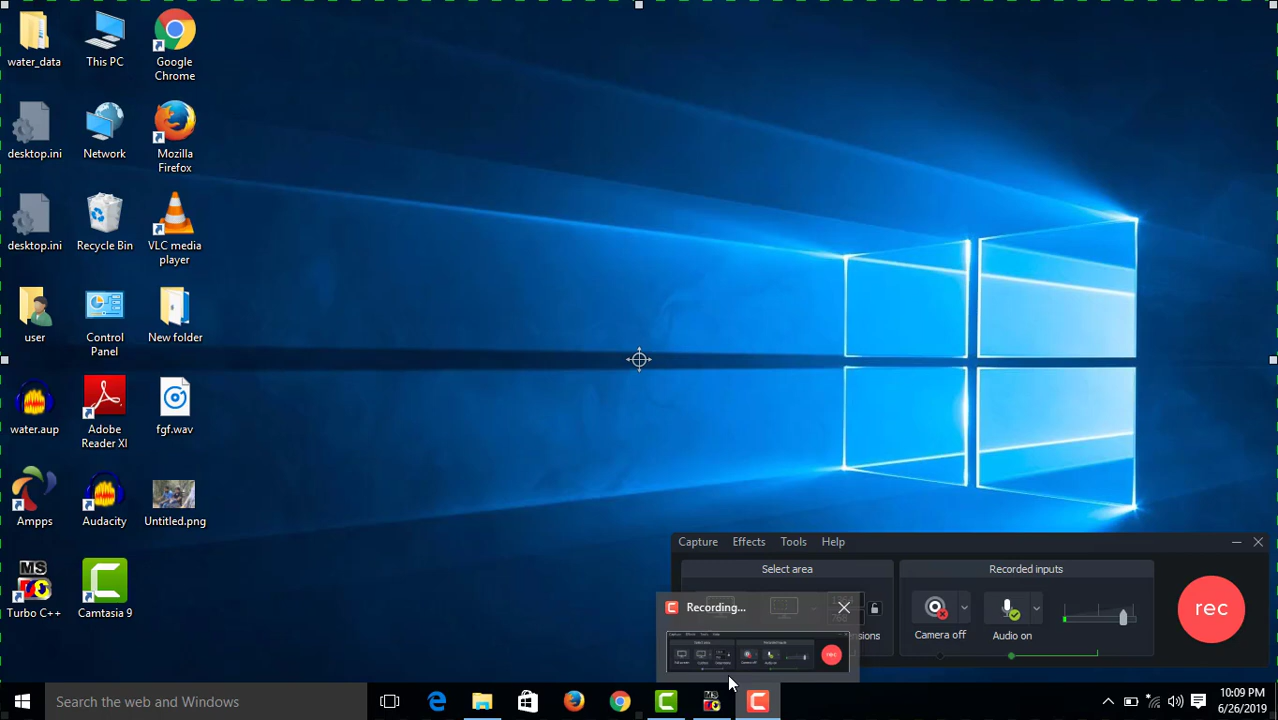 water_data
This PC
Google
Chrome
desktop.ini
Network
Mozilla
Firefox
desktop.ini
Recycle Bin
VLC media
player
user
Control
Panel
New folder
water.aup
Adobe
Reader XI
fgf.wav
Ampps
Audacity
Untitled.png
MS
Turbo C++
Camtasia 9
Capture Effects Tools Help
Select area
Recorded inputs
Recording...
Camera off
Audio on
rec
Search the web and Windows
10:09 PM
6/26/2019